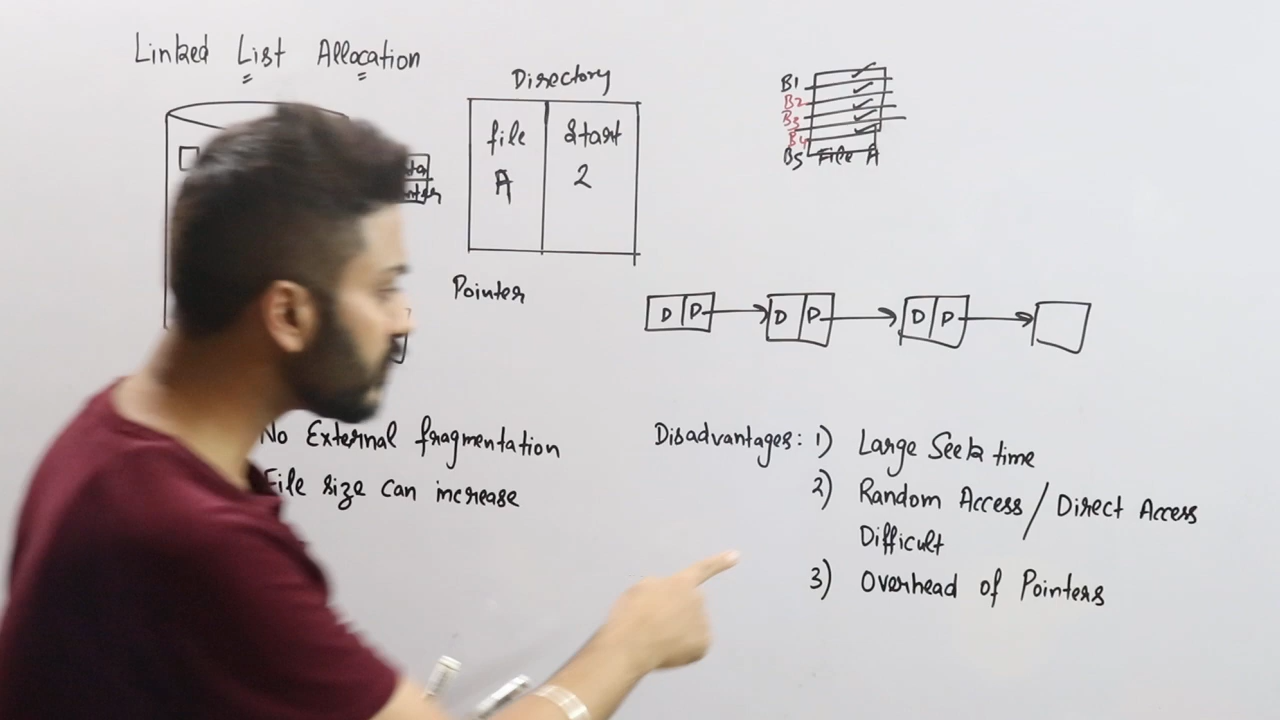 Linked List Allocation
Directory
file Start
A 2
B1
B2
B3
B4
B5 File A
Pointer
D P D P D P
No External fragmentation
File size can increase
Disadvantages: 1) Large Seek time
2) Random Access / Direct Access
Difficult
3) Overhead of Pointers